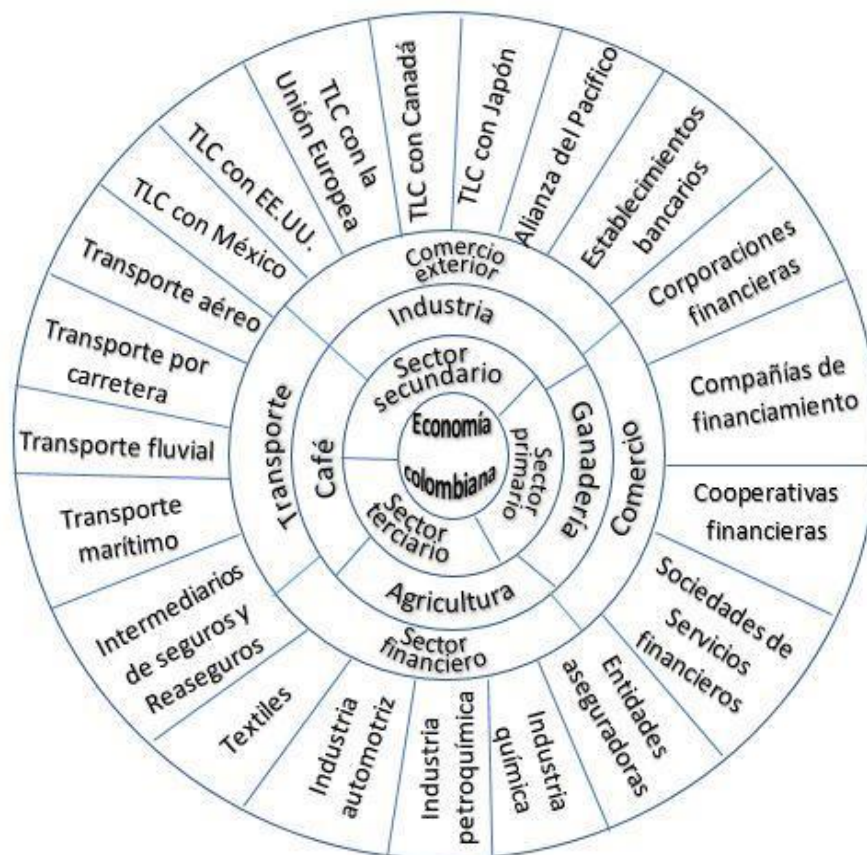 Economía
colombiana
Sector
secundario
Sector
primario
Sector
terciario
Industria
Ganadería
Agricultura
Café
Comercio
exterior
Comercio
Sector
financiero
Transporte
TLC con México
TLC con EE.UU.
TLC con la
Unión Europea
TLC con Canadá
TLC con Japón
Alianza del Pacífico
Establecimientos
bancarios
Corporaciones
financieras
Compañías de
financiamiento
Cooperativas
financieras
Sociedades de
Servicios
financieros
Entidades
aseguradoras
Industria
química
Industria
petroquímica
Industria
automotriz
Textiles
Intermediarios
de seguros y
Reaseguros
Transporte
marítimo
Transporte fluvial
Transporte por
carretera
Transporte aéreo